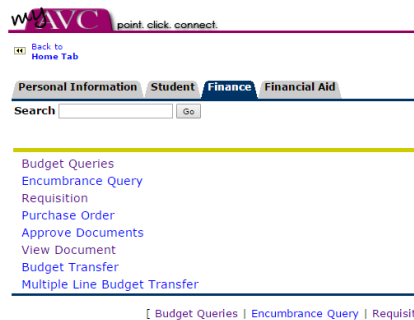 myAVC point. click. connect.
Back to
Home Tab
Personal Information Student Finance Financial Aid
Search Go
Budget Queries
Encumbrance Query
Requisition
Purchase Order
Approve Documents
View Document
Budget Transfer
Multiple Line Budget Transfer
[ Budget Queries | Encumbrance Query | Requisit